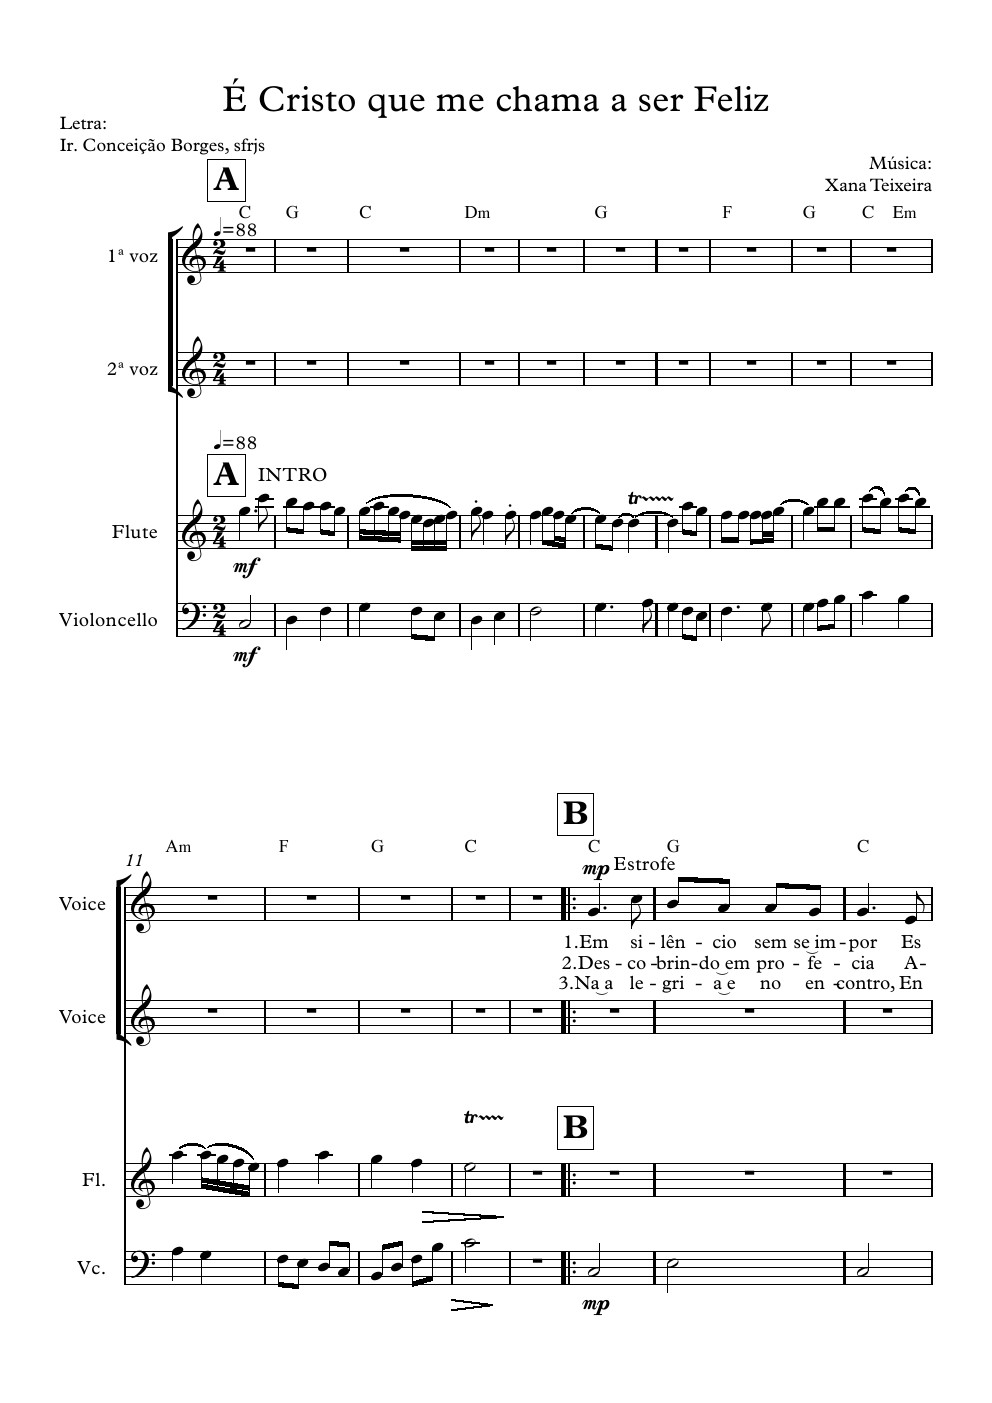 É Cristo que me chama a ser Feliz
Letra:
Ir. Conceição Borges, sfrjs
Música:
Xana Teixeira
A
C G C Dm G F G C Em
♩=88
1ª voz
2ª voz
♩=88
A INTRO
tr
Flute
mf
Violoncello
mf
B
11 Am F G C C G C
mp Estrofe
Voice
1.Em si - lên - cio sem se im - por Es
2.Des - co - brin - do em pro - fe - cia A-
3.Na a le - gri - a e no en - contro, En
Voice
tr
B
Fl.
Vc.
mp